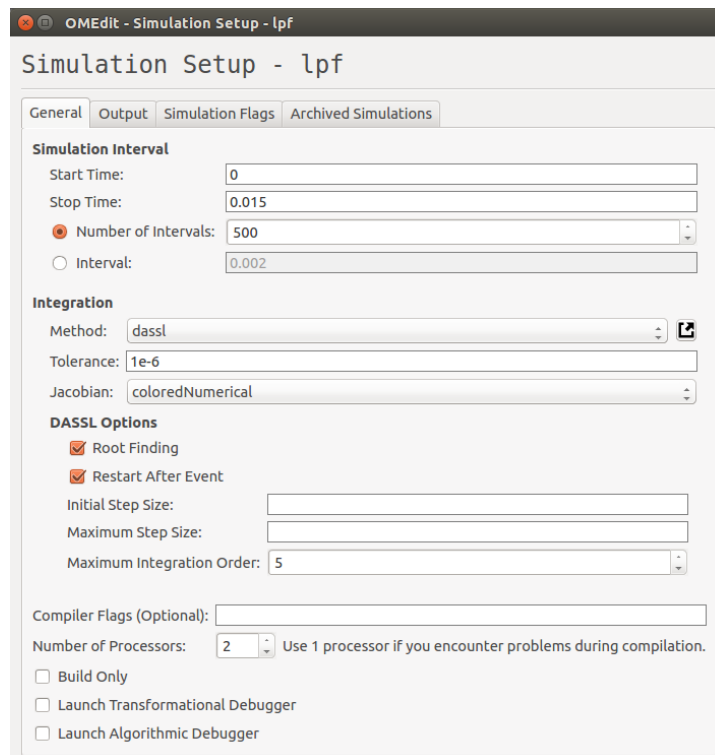 OMEdit - Simulation Setup - lpf
Simulation Setup - lpf
General Output Simulation Flags Archived Simulations
Simulation Interval
Start Time: 0
Stop Time: 0.015
Number of Intervals: 500
Interval: 0.002
Integration
Method: dassl
Tolerance: 1e-6
Jacobian: coloredNumerical
DASSL Options
Root Finding
Restart After Event
Initial Step Size:
Maximum Step Size:
Maximum Integration Order: 5
Compiler Flags (Optional):
Number of Processors: 2 Use 1 processor if you encounter problems during compilation.
Build Only
Launch Transformational Debugger
Launch Algorithmic Debugger